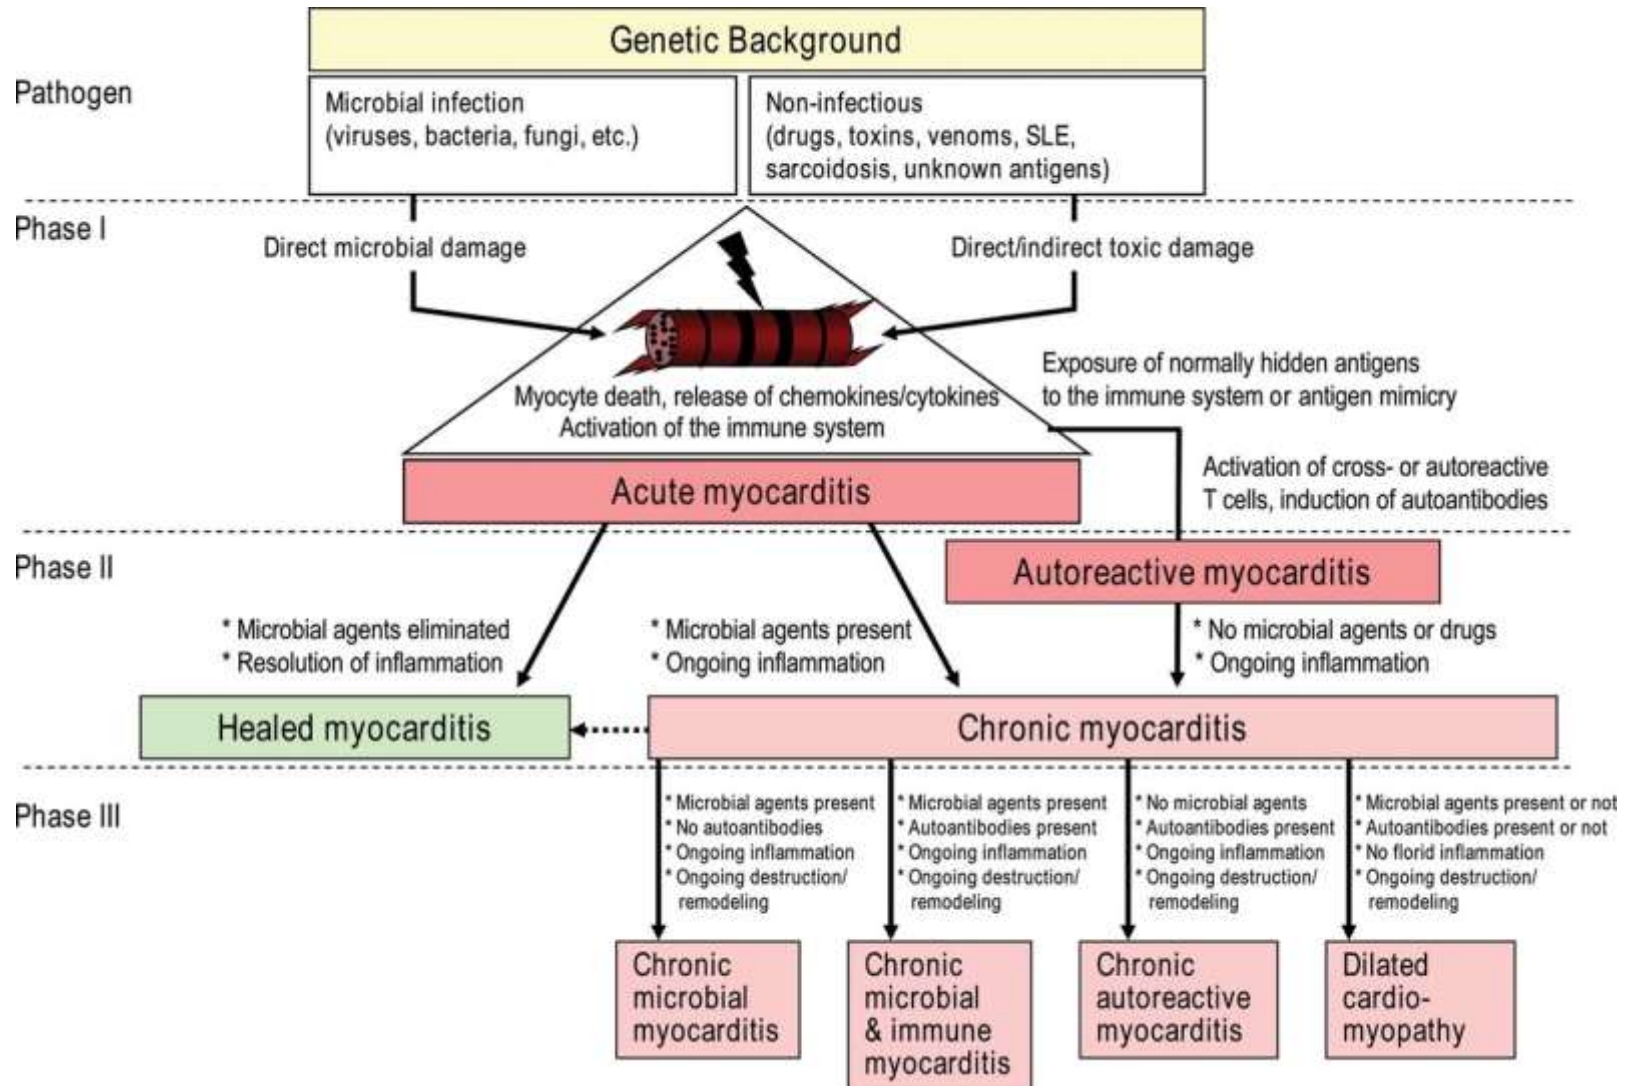 Genetic Background
Pathogen
Microbial infection
(viruses, bacteria, fungi, etc.)
Non-infectious
(drugs, toxins, venoms, SLE,
sarcoidosis, unknown antigens)
Phase I
Direct microbial damage
Direct/indirect toxic damage
Exposure of normally hidden antigens
to the immune system or antigen mimicry
Myocyte death, release of chemokines/cytokines
Activation of the immune system
Activation of cross- or autoreactive
T cells, induction of autoantibodies
Acute myocarditis
Phase II
Autoreactive myocarditis
* Microbial agents eliminated
* Resolution of inflammation
* Microbial agents present
* Ongoing inflammation
* No microbial agents or drugs
* Ongoing inflammation
Healed myocarditis
Chronic myocarditis
Phase III
* Microbial agents present
* No autoantibodies
* Ongoing inflammation
* Ongoing destruction/
remodeling
* Microbial agents present
* Autoantibodies present
* Ongoing inflammation
* Ongoing destruction/
remodeling
* No microbial agents
* Autoantibodies present
* Ongoing inflammation
* Ongoing destruction/
remodeling
* Microbial agents present or not
* Autoantibodies present or not
* No florid inflammation
* Ongoing destruction/
remodeling
Chronic
microbial
myocarditis
Chronic
microbial
& immune
myocarditis
Chronic
autoreactive
myocarditis
Dilated
cardio-
myopathy